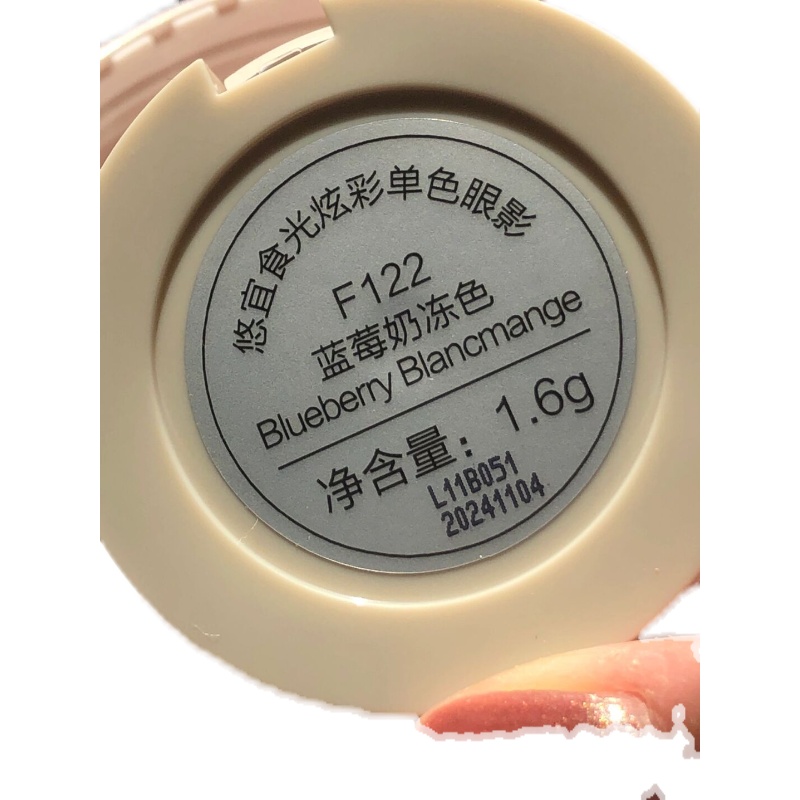 悠宜食光炫彩单色眼影
F122
蓝莓奶冻色
Blueberry Blancmange
净含量：1.6g
L11B051
20241104